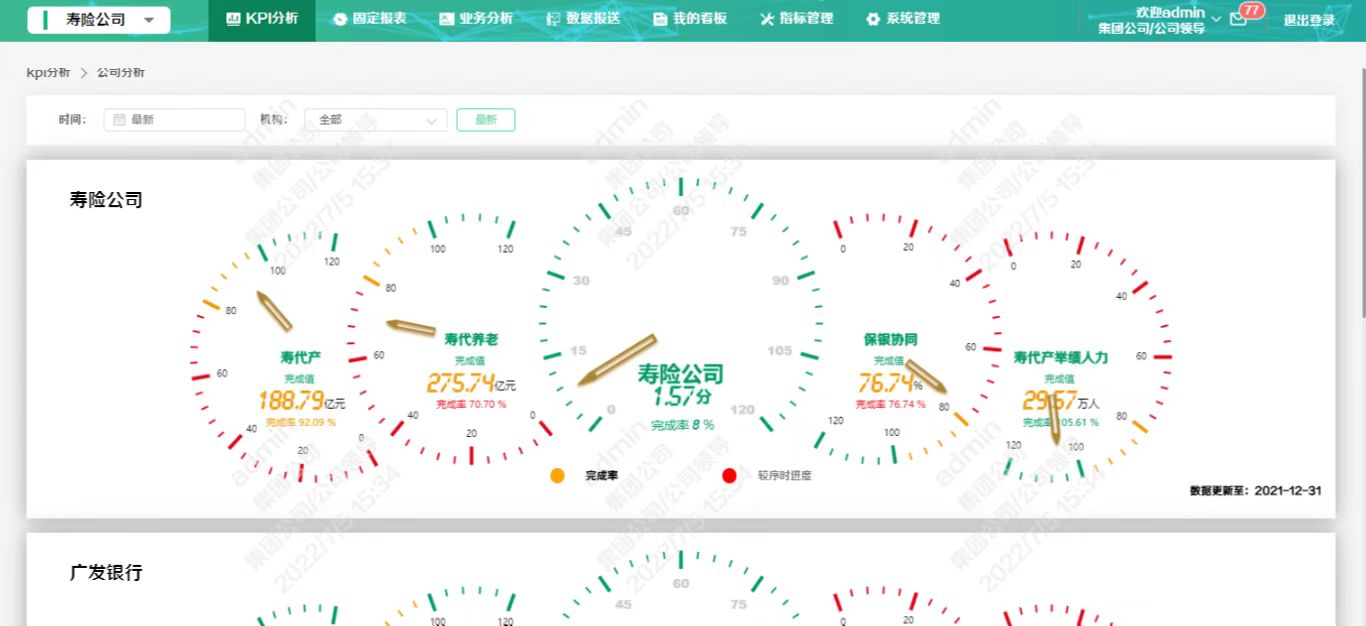 寿险公司
KPI分析
固定报表
业务分析
数据报送
我的看板
指标管理
系统管理
欢迎admin
集团公司/公司领导
77
退出登录
kpi分析 > 公司分析
时间：
最新
机构：
全部
最新
寿险公司
0
20
40
60
80
100
120
寿代产
完成值
188.79亿元
完成率 92.09 %
0
20
40
60
80
100
120
寿代养老
完成值
275.74亿元
完成率 70.70 %
0
15
30
45
60
75
90
105
120
寿险公司
1.57分
完成率 8 %
0
20
40
60
80
100
120
保银协同
完成值
76.74%
完成率 76.74 %
0
20
40
60
80
100
120
寿代产举绩人力
完成值
29.67万人
完成率 105.61 %
完成率
较序时进度
数据更新至：2021-12-31
广发银行
100
120
45
60
75
100
120
0
20
admin
集团公司/公司领导
2022/7/5 15:34